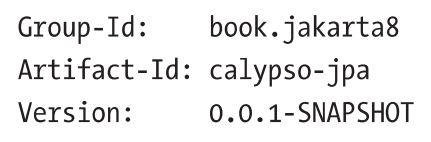 Group-Id: book.jakarta8
Artifact-Id: calypso-jpa
Version: 0.0.1-SNAPSHOT